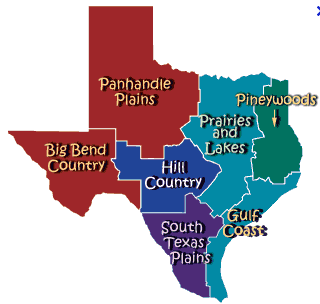 Panhandle
Plains
Pineywoods
Prairies
and
Lakes
Big Bend
Country
Hill
Country
South
Texas
Plains
Gulf
Coast